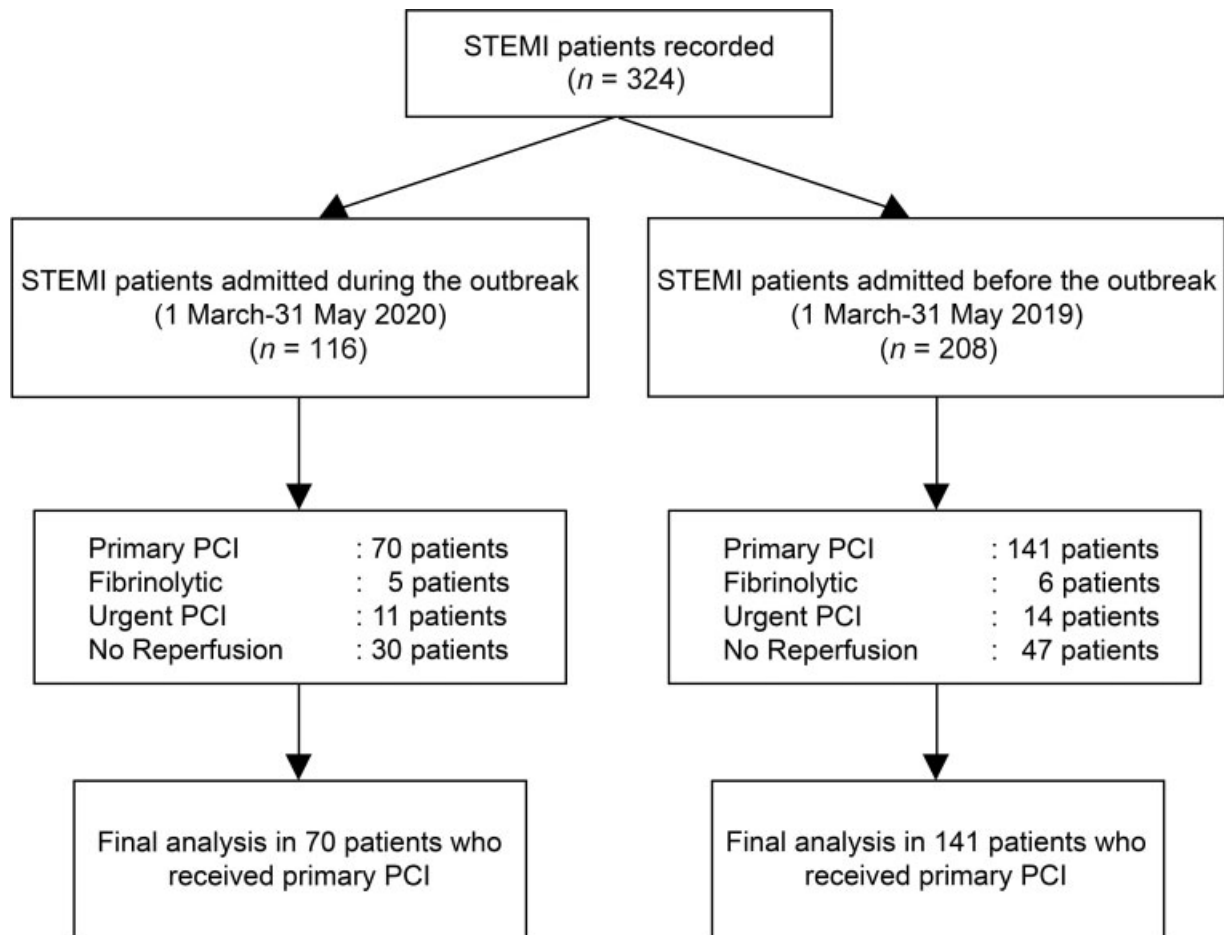 STEMI patients recorded
(n = 324)
STEMI patients admitted during the outbreak
(1 March-31 May 2020)
(n = 116)
STEMI patients admitted before the outbreak
(1 March-31 May 2019)
(n = 208)
Primary PCI : 70 patients
Fibrinolytic : 5 patients
Urgent PCI : 11 patients
No Reperfusion : 30 patients
Primary PCI : 141 patients
Fibrinolytic : 6 patients
Urgent PCI : 14 patients
No Reperfusion : 47 patients
Final analysis in 70 patients who
received primary PCI
Final analysis in 141 patients who
received primary PCI